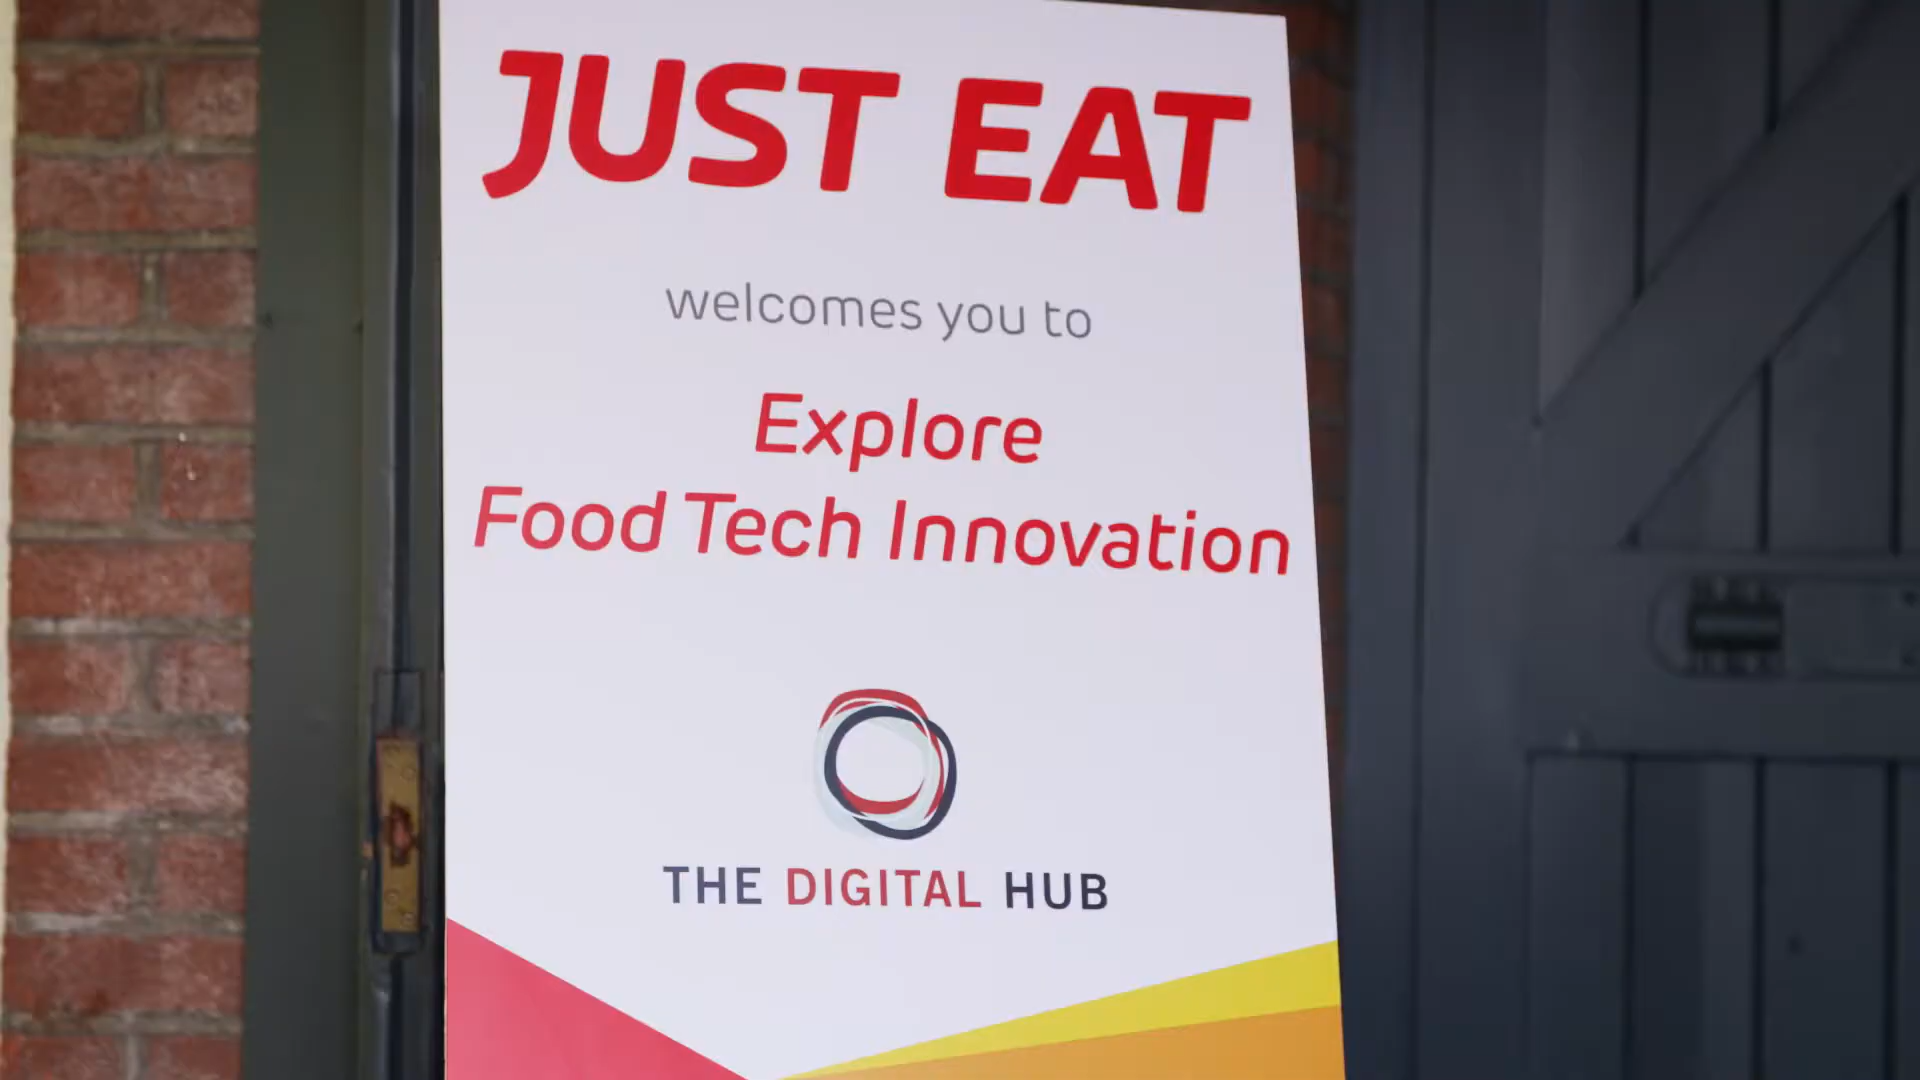 JUST EAT
welcomes you to
Explore
Food Tech Innovation
THE DIGITAL HUB